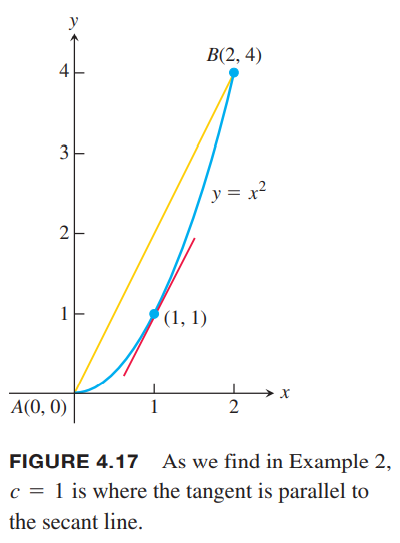 y
B(2, 4)
4
3
y = x²
2
1
(1, 1)
x
A(0, 0)
1
2
FIGURE 4.17 As we find in Example 2,
c = 1 is where the tangent is parallel to
the secant line.